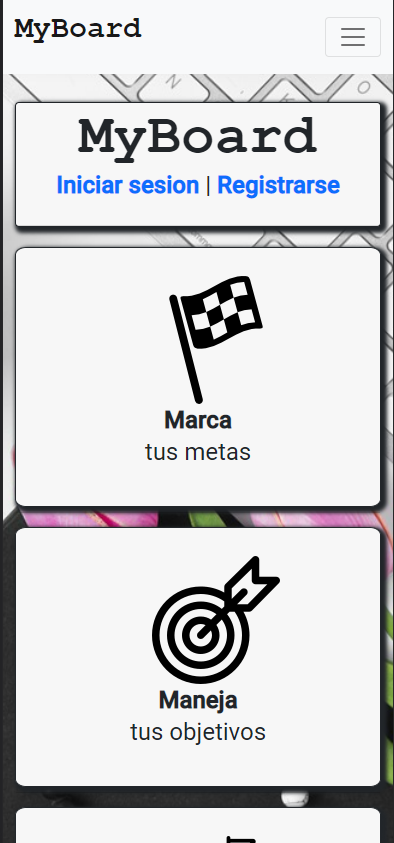 MyBoard
MyBoard
Iniciar sesion | Registrarse
Marca
tus metas
Maneja
tus objetivos